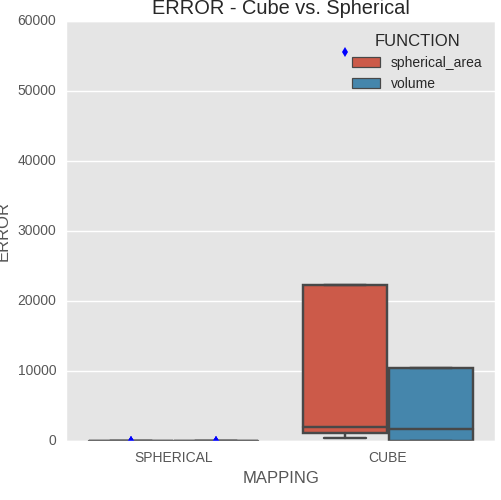 ERROR - Cube vs. Spherical
60000
50000
40000
30000
20000
10000
0
ERROR
FUNCTION
spherical_area
volume
SPHERICAL
CUBE
MAPPING